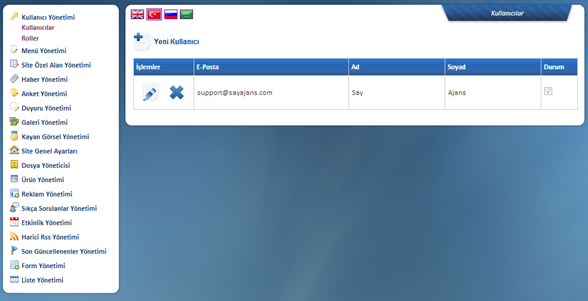 Kullanıcı Yönetimi
Kullanıcılar
Roller
Menü Yönetimi
Site Özel Alan Yönetimi
Haber Yönetimi
Anket Yönetimi
Duyuru Yönetimi
Galeri Yönetimi
Kayan Görsel Yönetimi
Site Genel Ayarları
Dosya Yöneticisi
Ürün Yönetimi
Reklam Yönetimi
Sıkça Sorulanlar Yönetimi
Etkinlik Yönetimi
Harici Rss Yönetimi
Son Güncellenenler Yönetimi
Form Yönetimi
Liste Yönetimi
Kullanıcılar
Yeni Kullanıcı
İşlemler E-Posta Ad Soyad Durum
support@sayajans.com Say Ajans